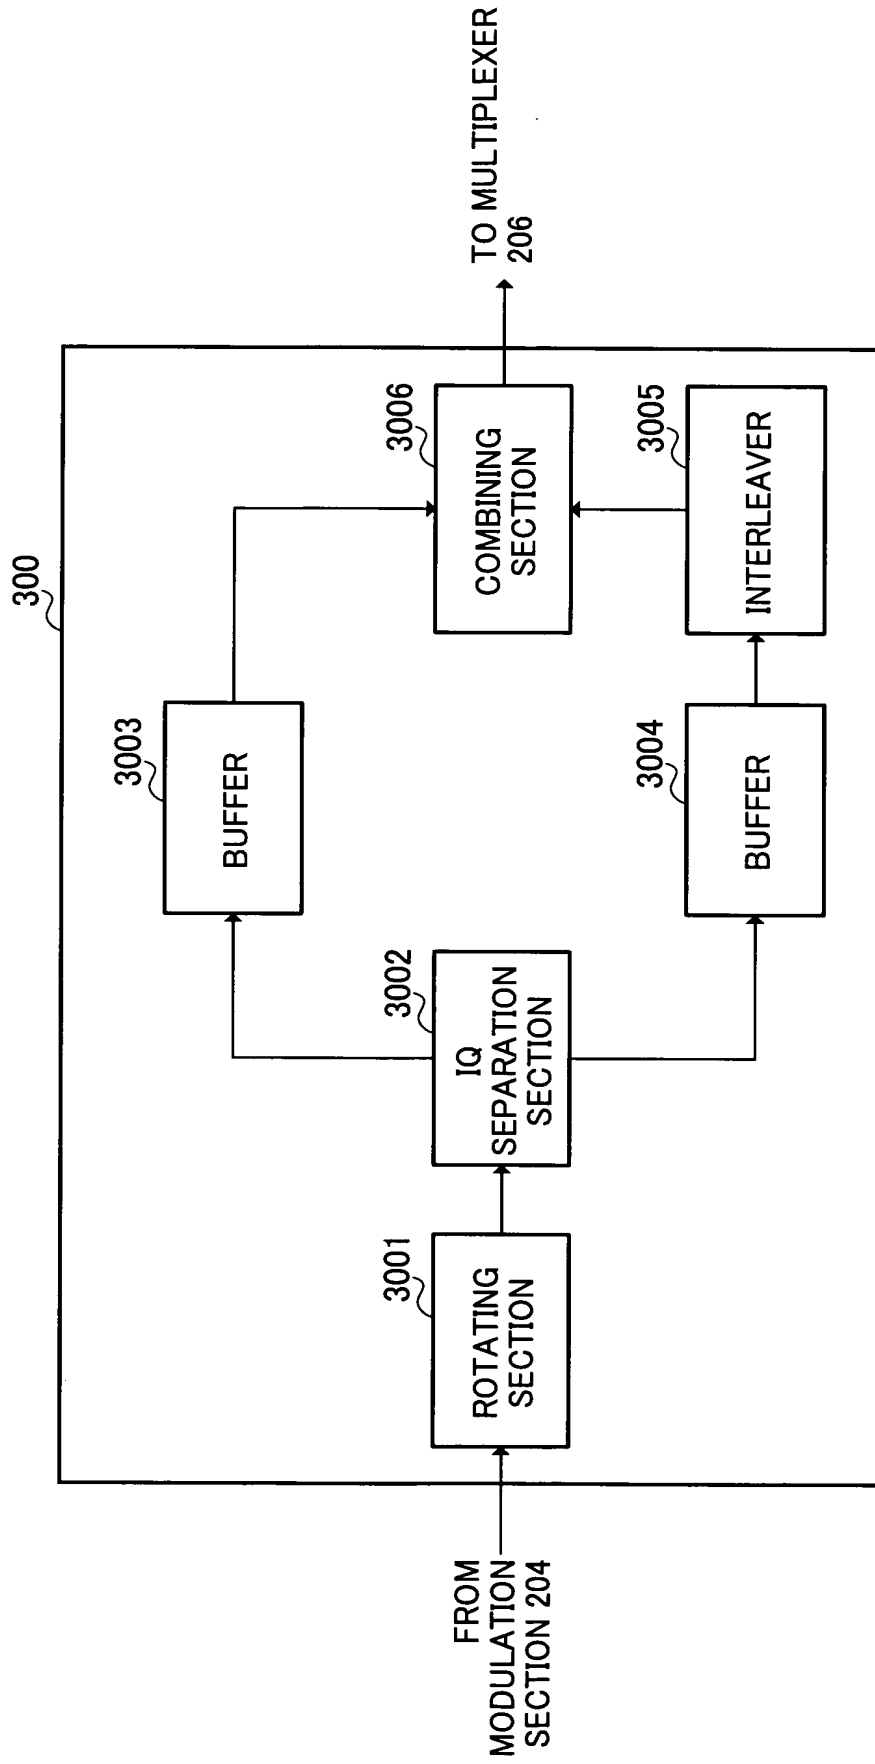 300
FROM
MODULATION
SECTION 204
3001
ROTATING
SECTION
3002
IQ
SEPARATION
SECTION
3003
BUFFER
3004
BUFFER
3005
INTERLEAVER
3006
COMBINING
SECTION
TO MULTIPLEXER
206